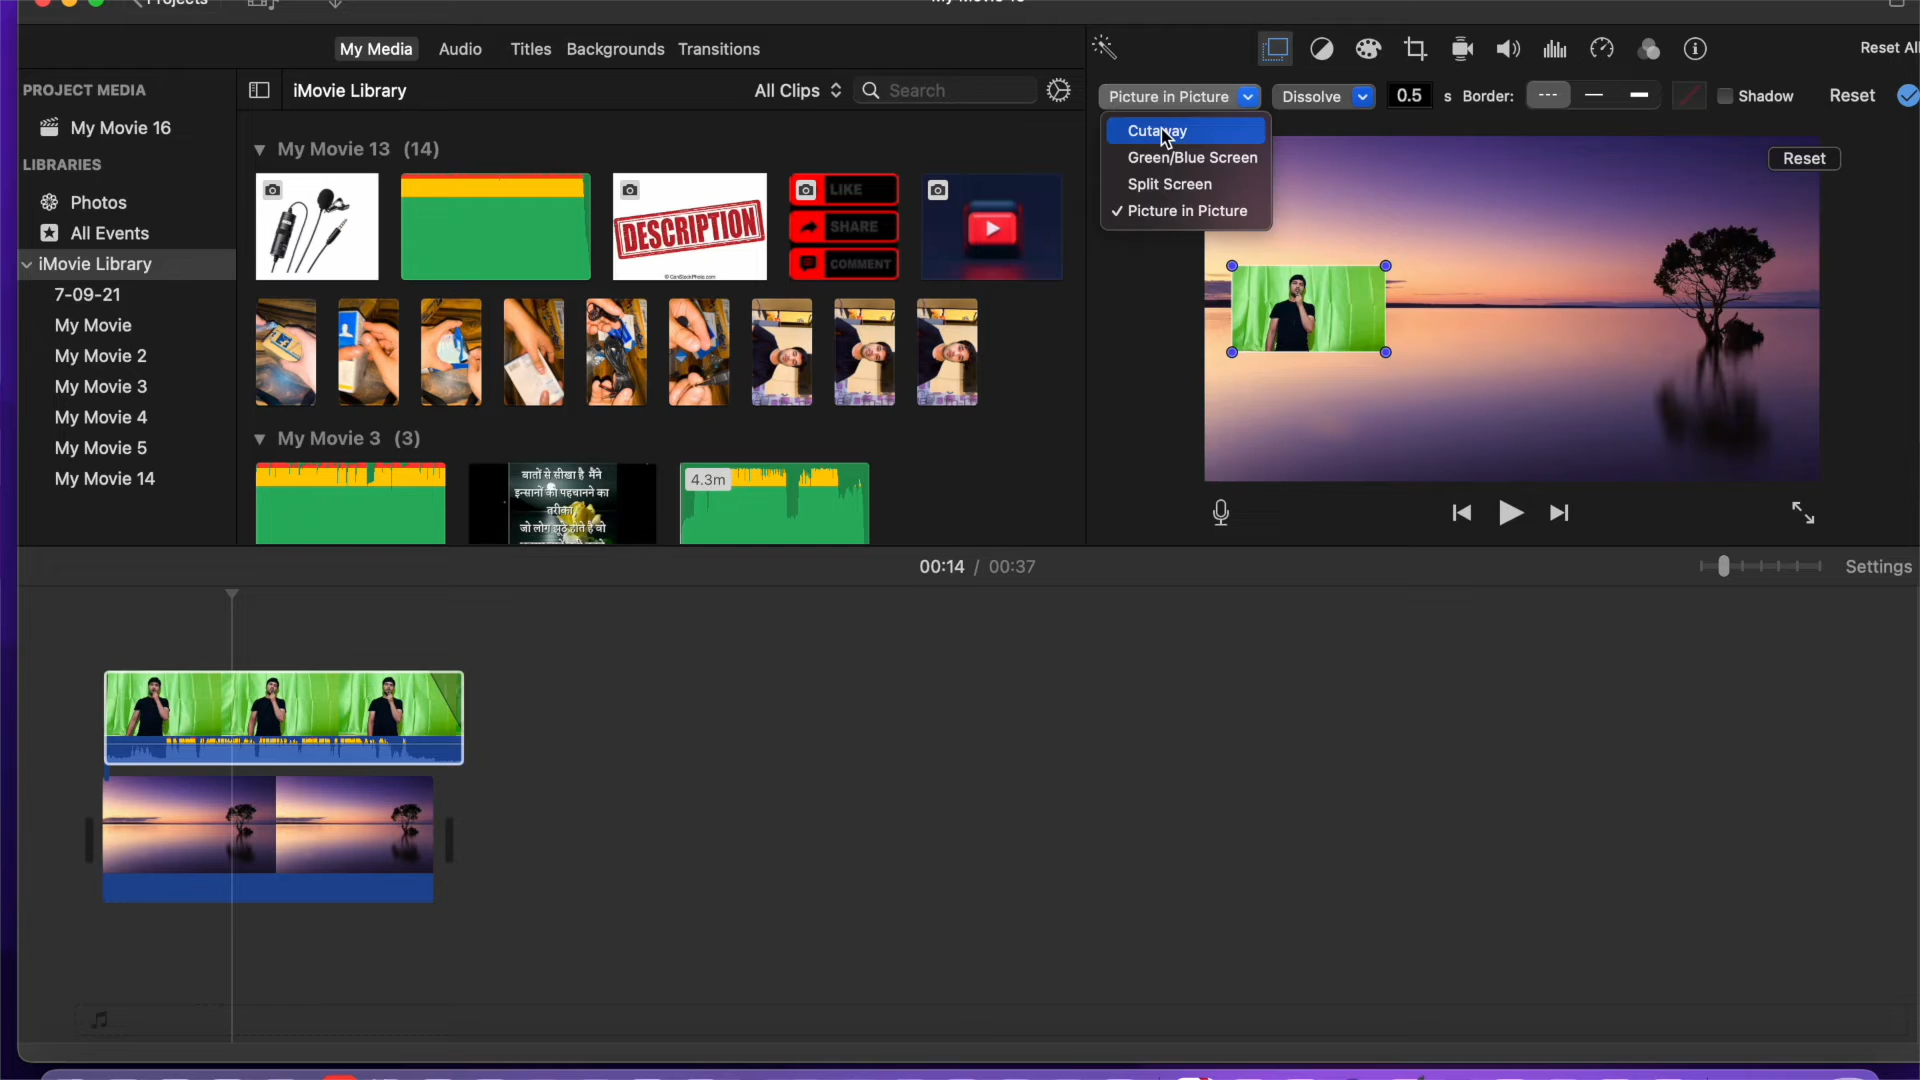 Projects
My Media
Audio
Titles
Backgrounds
Transitions
Reset All
PROJECT MEDIA
My Movie 16
LIBRARIES
Photos
All Events
iMovie Library
7-09-21
My Movie
My Movie 2
My Movie 3
My Movie 4
My Movie 5
My Movie 14
iMovie Library
All Clips
Search
My Movie 13 (14)
DESCRIPTION
© CanStockPhoto.com
LIKE
SHARE
COMMENT
My Movie 3 (3)
बातों से सीखा है मैंने
इन्सानों को पहचानने का
तरीका,
जो लोग झूठे होते है वो
4.3m
Picture in Picture
Dissolve
0.5 s
Border:
Shadow
Reset
Cutaway
Green/Blue Screen
Split Screen
✓ Picture in Picture
Reset
00:14 / 00:37
Settings